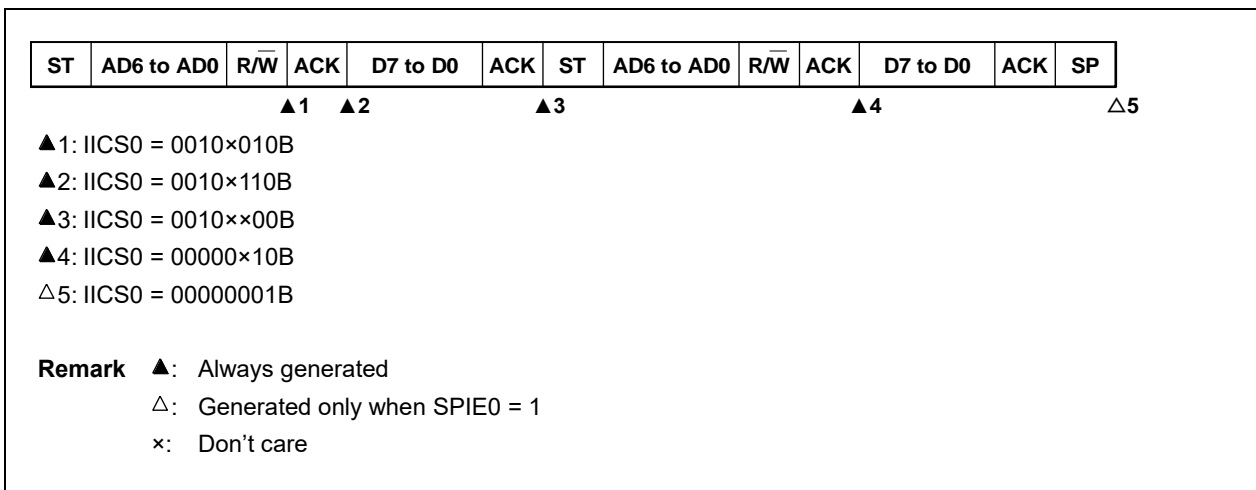 ST AD6 to AD0 R/W̅ ACK D7 to D0 ACK ST AD6 to AD0 R/W̅ ACK D7 to D0 ACK SP
▲1 ▲2 ▲3 ▲4 △5
▲1: IICS0 = 0010×010B
▲2: IICS0 = 0010×110B
▲3: IICS0 = 0010××00B
▲4: IICS0 = 00000×10B
△5: IICS0 = 00000001B
Remark ▲: Always generated
△: Generated only when SPIE0 = 1
×: Don't care